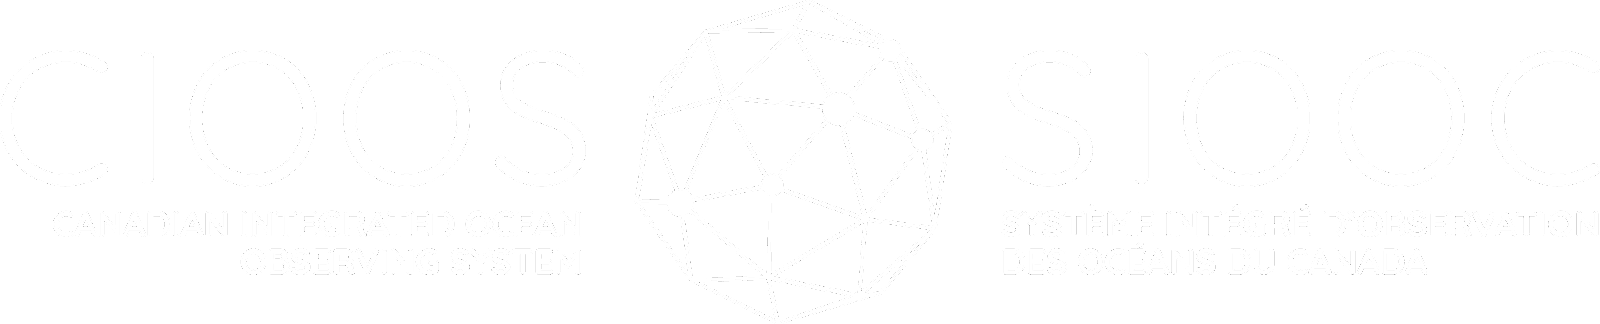 CIOOS
CANADIAN INTEGRATED OCEAN
OBSERVING SYSTEM
SIOOC
SYSTÈME INTÉGRÉ D'OBSERVATION
DES OCÉANS DU CANADA